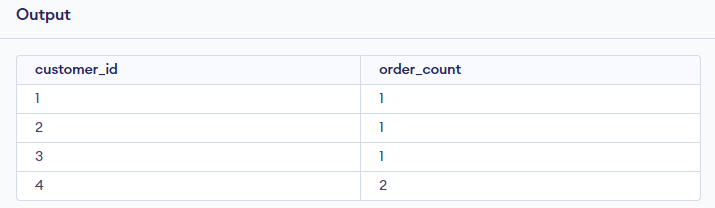 Output
customer_id order_count
1 1
2 1
3 1
4 2